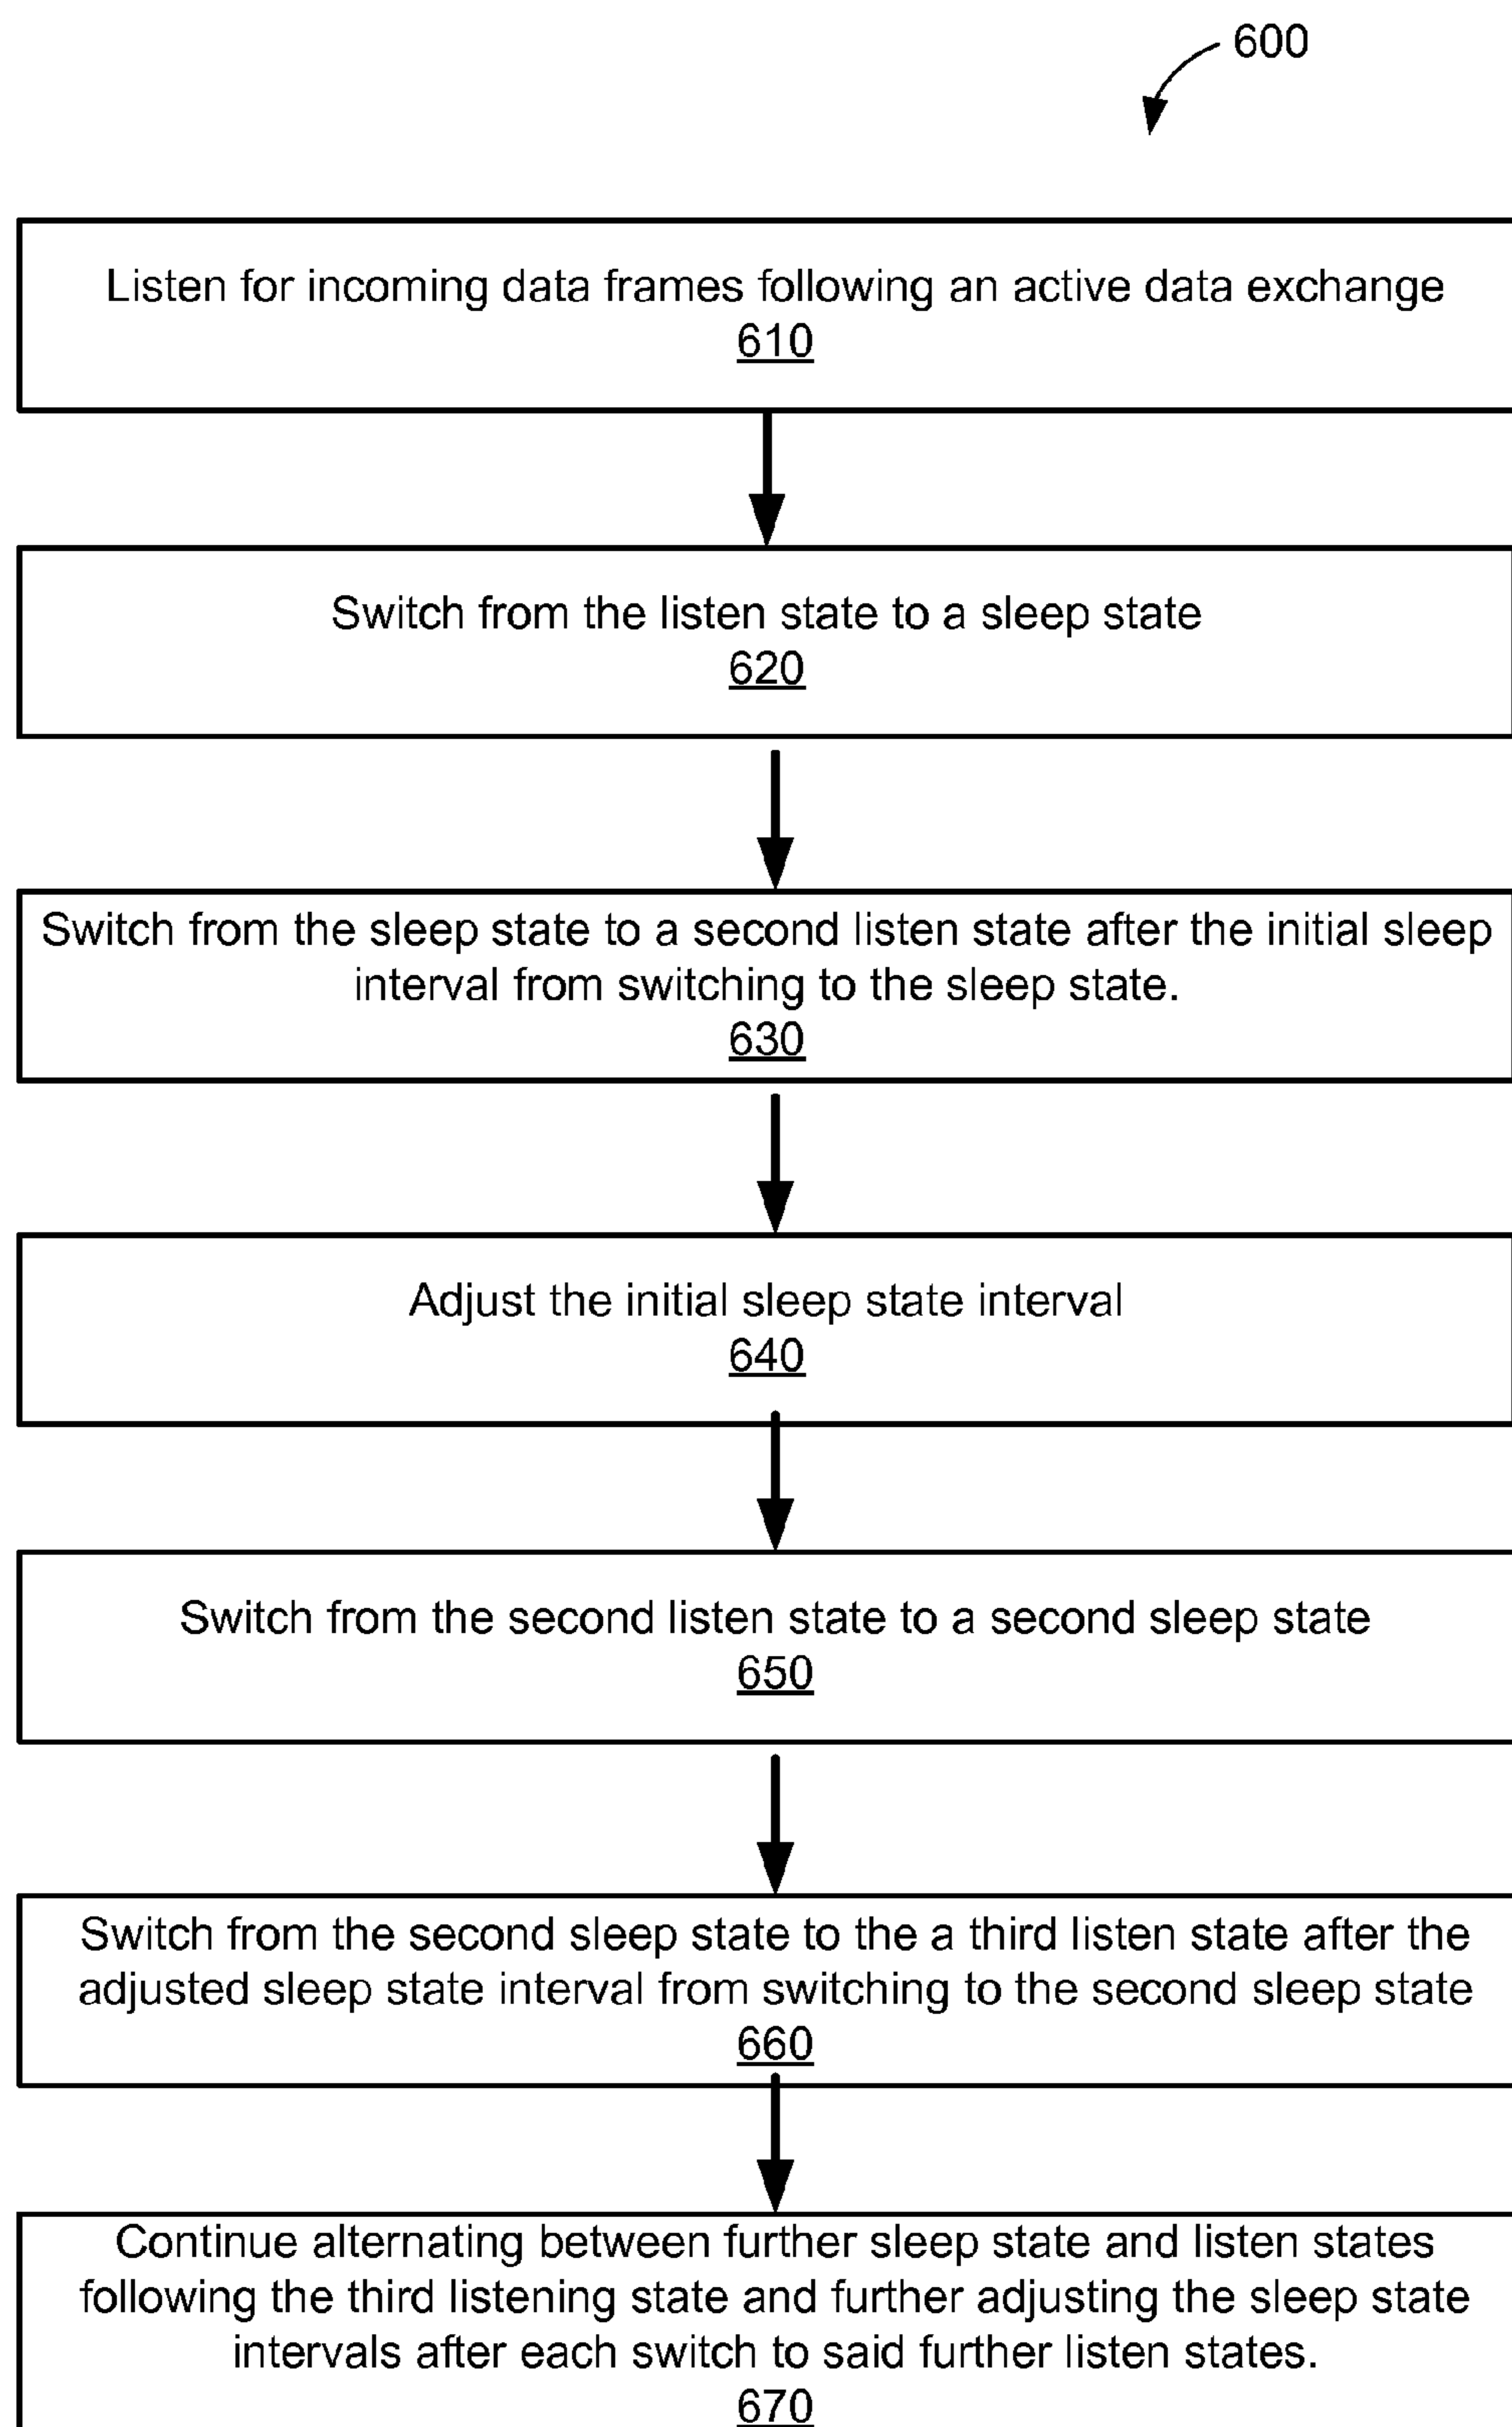 600
Listen for incoming data frames following an active data exchange
610
Switch from the listen state to a sleep state
620
Switch from the sleep state to a second listen state after the initial sleep
interval from switching to the sleep state.
630
Adjust the initial sleep state interval
640
Switch from the second listen state to a second sleep state
650
Switch from the second sleep state to the a third listen state after the
adjusted sleep state interval from switching to the second sleep state
660
Continue alternating between further sleep state and listen states
following the third listening state and further adjusting the sleep state
intervals after each switch to said further listen states.
670